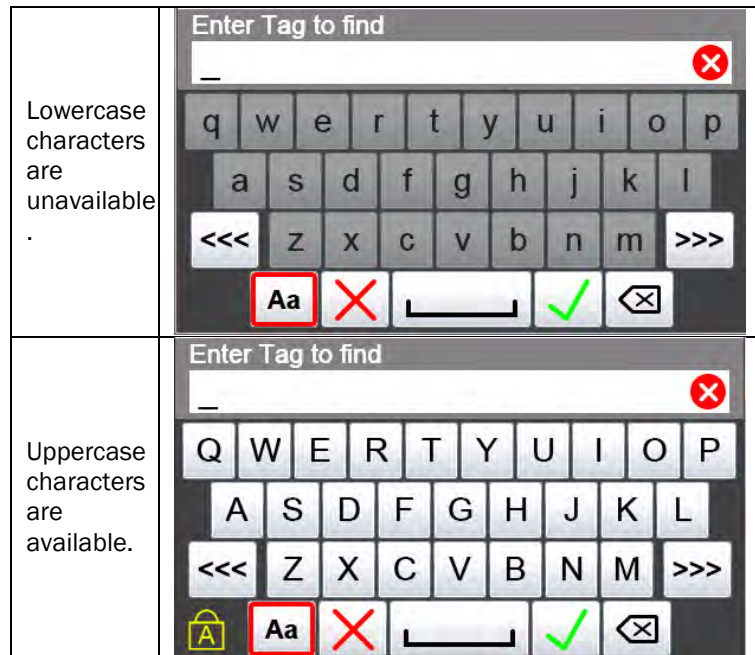 Lowercase
characters
are
unavailable
.
Enter Tag to find
_
q w e r t y u i o p
a s d f g h j k l
<<< z x c v b n m >>>
Aa
Uppercase
characters
are
available.
Enter Tag to find
_
Q W E R T Y U I O P
A S D F G H J K L
<<< Z X C V B N M >>>
A Aa